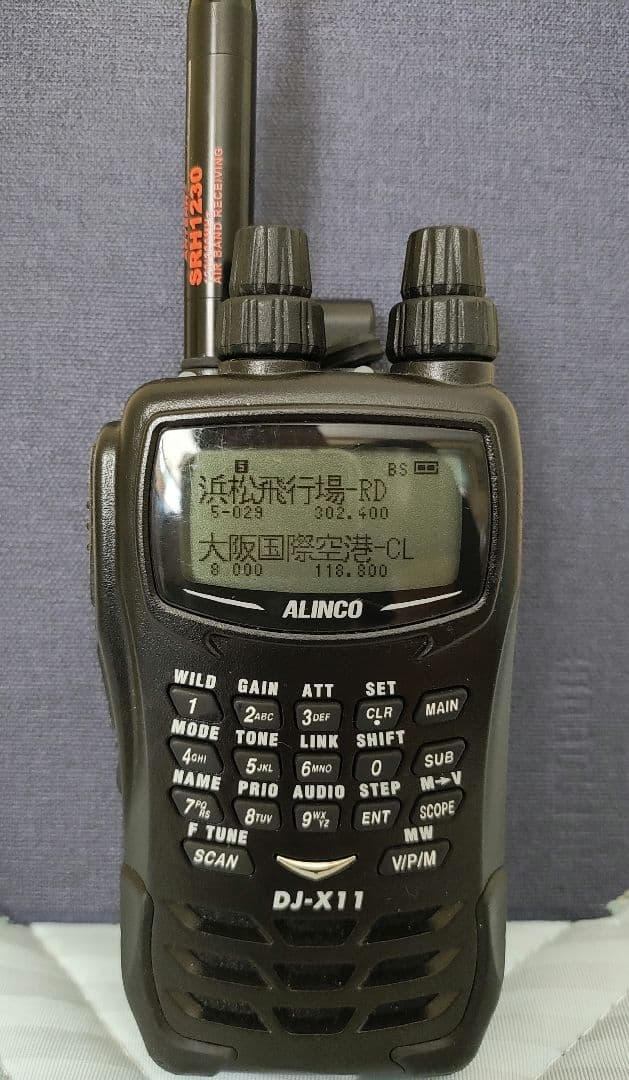 SRH1230
AIR BAND RECEIVING
5
BS
浜松飛行場-RD
5-029 302.400
大阪国際空港-CL
8 000 118.800
ALINCO
WILD GAIN ATT SET
1 2ABC 3DEF CLR MAIN
MODE TONE LINK SHIFT
4GHI 5JKL 6MNO 0 SUB
NAME PRIO AUDIO STEP M→V
7PQRS 8TUV 9WXYZ ENT SCOPE
F TUNE MW
SCAN V/P/M
DJ-X11